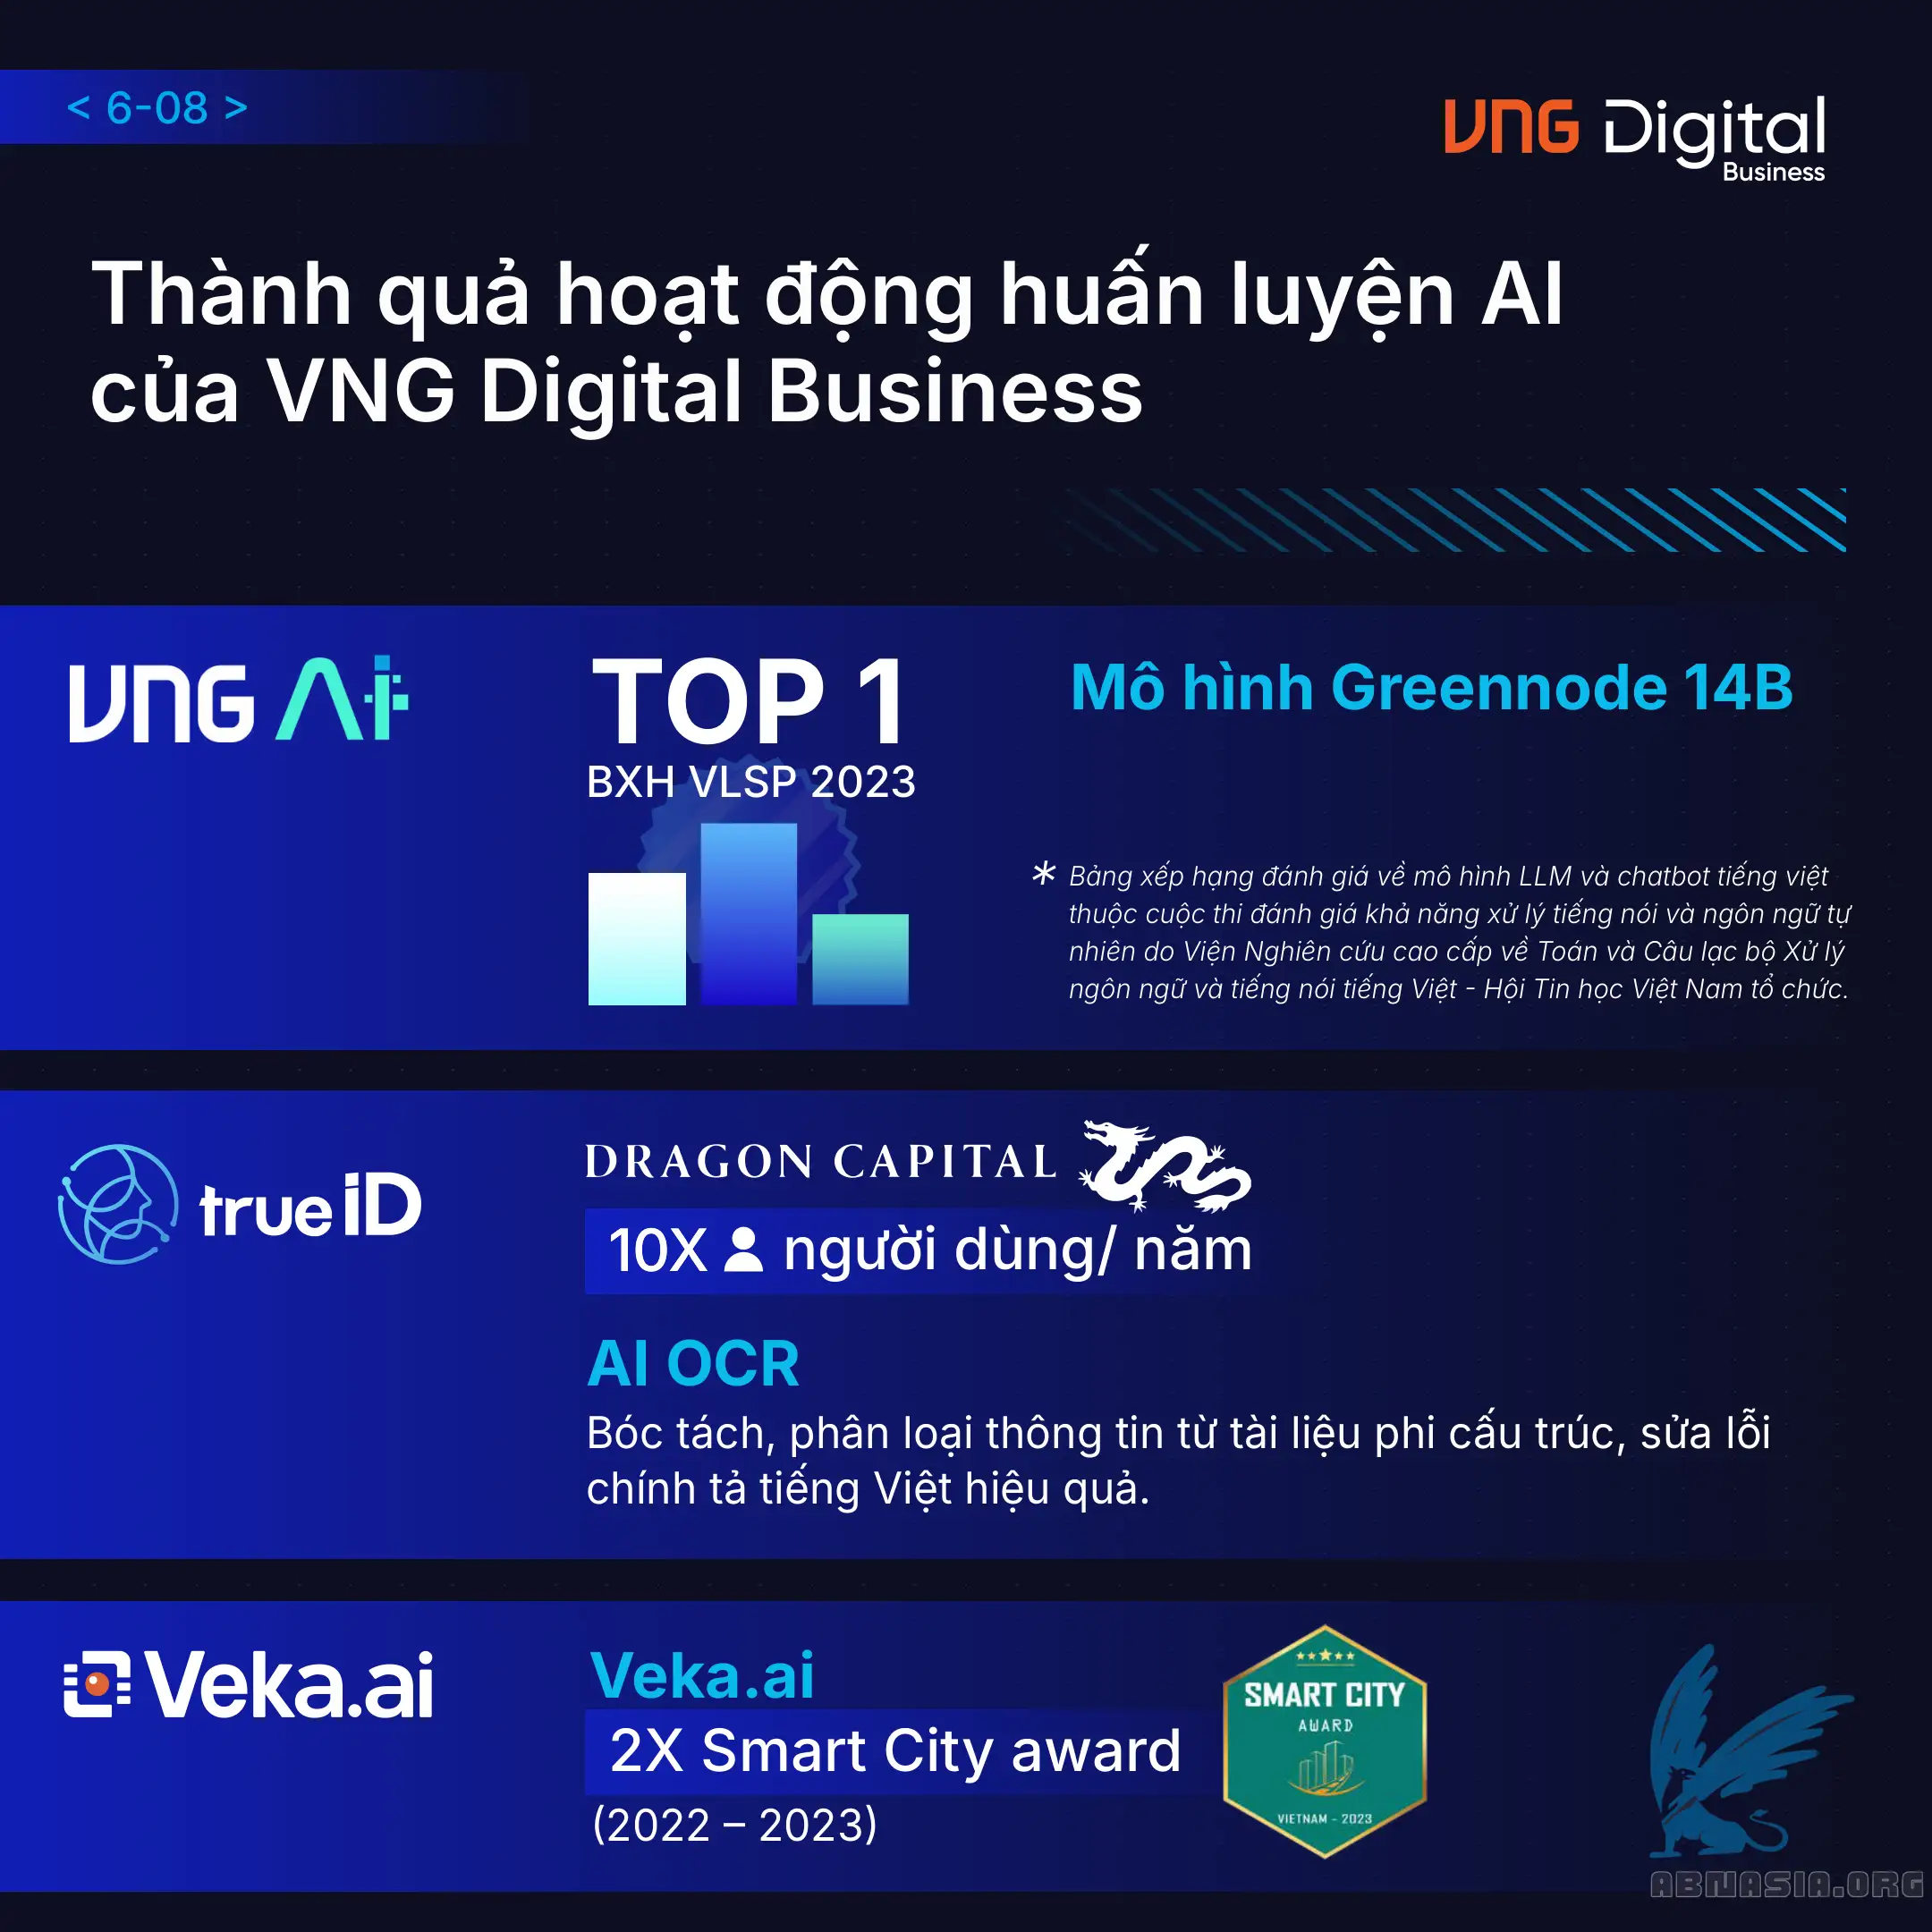 < 6-08 >
VNG Digital
Business
Thành quả hoạt động huấn luyện AI
của VNG Digital Business
VNG Ai
TOP 1
BXH VLSP 2023
Mô hình Greennode 14B
* Bảng xếp hạng đánh giá về mô hình LLM và chatbot tiếng việt
thuộc cuộc thi đánh giá khả năng xử lý tiếng nói và ngôn ngữ tự
nhiên do Viện Nghiên cứu cao cấp về Toán và Câu lạc bộ Xử lý
ngôn ngữ và tiếng nói tiếng Việt - Hội Tin học Việt Nam tổ chức.
true iD
DRAGON CAPITAL
10X người dùng/ năm
AI OCR
Bóc tách, phân loại thông tin từ tài liệu phi cấu trúc, sửa lỗi
chính tả tiếng Việt hiệu quả.
Veka.ai
Veka.ai
2X Smart City award
(2022 – 2023)
SMART CITY
AWARD
VIETNAM - 2023
ABNASIA.ORG